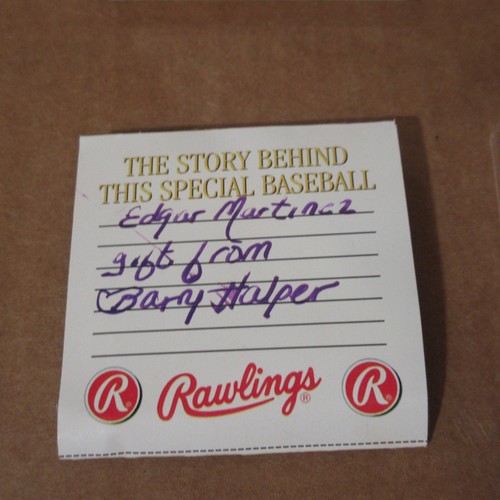 THE STORY BEHIND
THIS SPECIAL BASEBALL
Edgar Martinez
gift from
Barry Halper
R ® Rawlings ® R ®